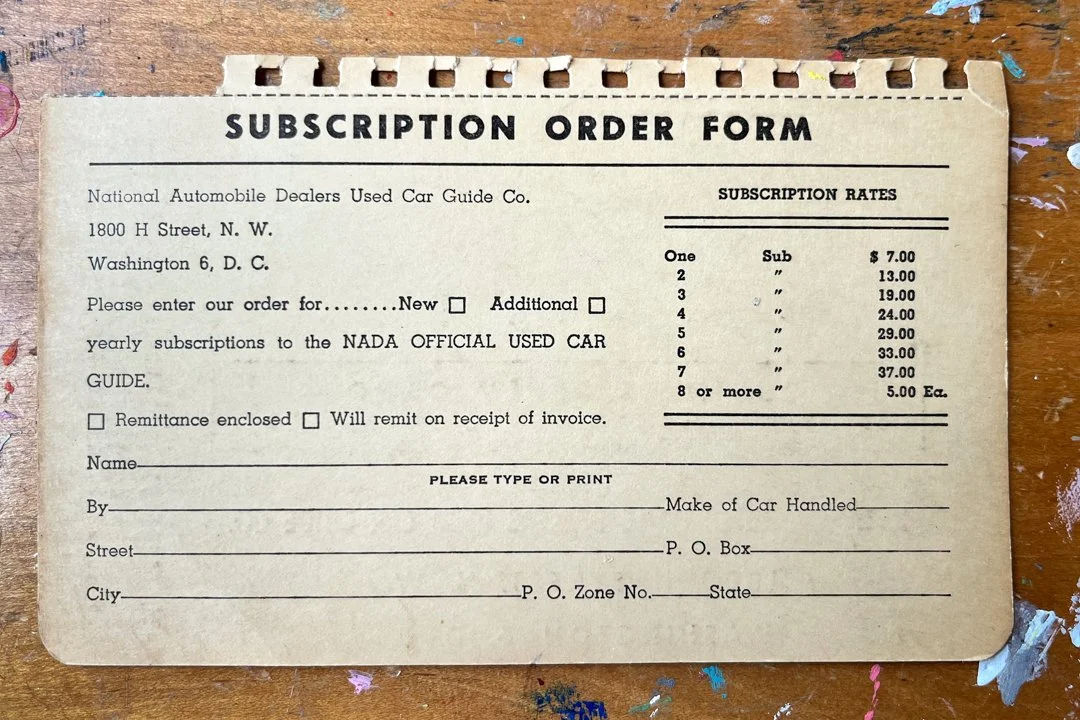 SUBSCRIPTION ORDER FORM
National Automobile Dealers Used Car Guide Co.
1800 H Street, N. W.
Washington 6, D. C.
Please enter our order for........New ☐ Additional ☐
yearly subscriptions to the NADA OFFICIAL USED CAR
GUIDE.
☐ Remittance enclosed ☐ Will remit on receipt of invoice.
SUBSCRIPTION RATES
One Sub $ 7.00
2 " 13.00
3 " 19.00
4 " 24.00
5 " 29.00
6 " 33.00
7 " 37.00
8 or more " 5.00 Ea.
Name
PLEASE TYPE OR PRINT
By Make of Car Handled
Street P. O. Box
City P. O. Zone No. State